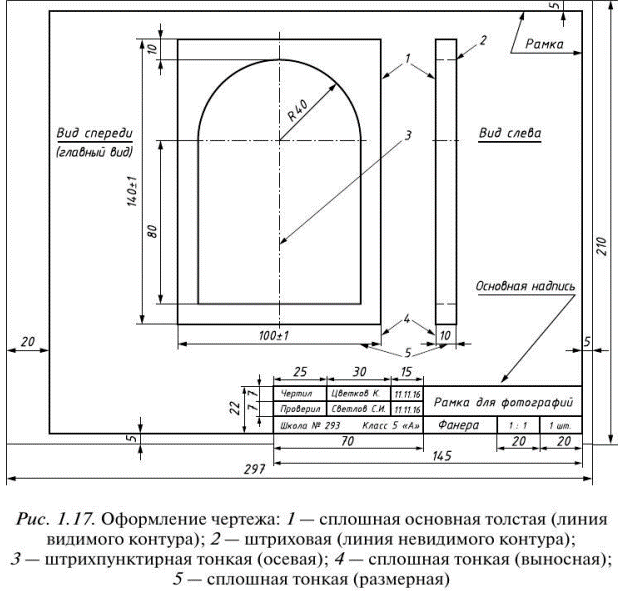 5
10
1
2
Рамка
R40
Вид спереди
(главный вид)
3
Вид слева
140±1
80
210
Основная надпись
20
4
5
100±1
10
5
25
30
15
7
7
22
Чертил Цветков К. 11.11.16
Проверил Светлов С.И. 11.11.16
Рамка для фотографий
Школа № 293 Класс 5 «А» Фанера 1 : 1 1 шт.
5
70
20
20
145
297
Рис. 1.17. Оформление чертежа: 1 — сплошная основная толстая (линия
видимого контура); 2 — штриховая (линия невидимого контура);
3 — штрихпунктирная тонкая (осевая); 4 — сплошная тонкая (выносная);
5 — сплошная тонкая (размерная)